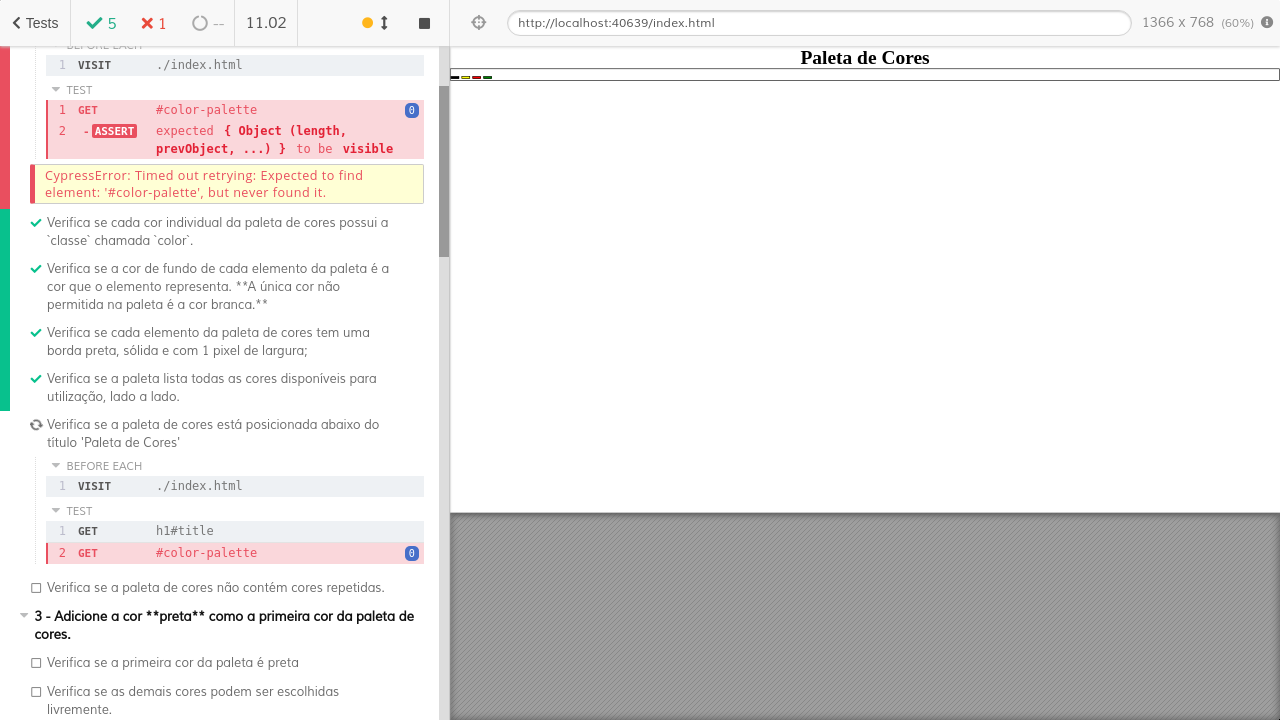 Tests
5
1
--
11.02
http://localhost:40639/index.html
1366 x 768 (60%)
BEFORE EACH
1 VISIT ./index.html
TEST
1 GET #color-palette 0
2 -ASSERT expected { Object (length,
prevObject, ...) } to be visible
CypressError: Timed out retrying: Expected to find
element: '#color-palette', but never found it.
Verifica se cada cor individual da paleta de cores possui a
`classe` chamada `color`.
Verifica se a cor de fundo de cada elemento da paleta é a
cor que o elemento representa. **A única cor não
permitida na paleta é a cor branca.**
Verifica se cada elemento da paleta de cores tem uma
borda preta, sólida e com 1 pixel de largura;
Verifica se a paleta lista todas as cores disponíveis para
utilização, lado a lado.
Verifica se a paleta de cores está posicionada abaixo do
título 'Paleta de Cores'
BEFORE EACH
1 VISIT ./index.html
TEST
1 GET h1#title
2 GET #color-palette 0
Verifica se a paleta de cores não contém cores repetidas.
3 - Adicione a cor **preta** como a primeira cor da paleta de
cores.
Verifica se a primeira cor da paleta é preta
Verifica se as demais cores podem ser escolhidas
livremente.
Paleta de Cores